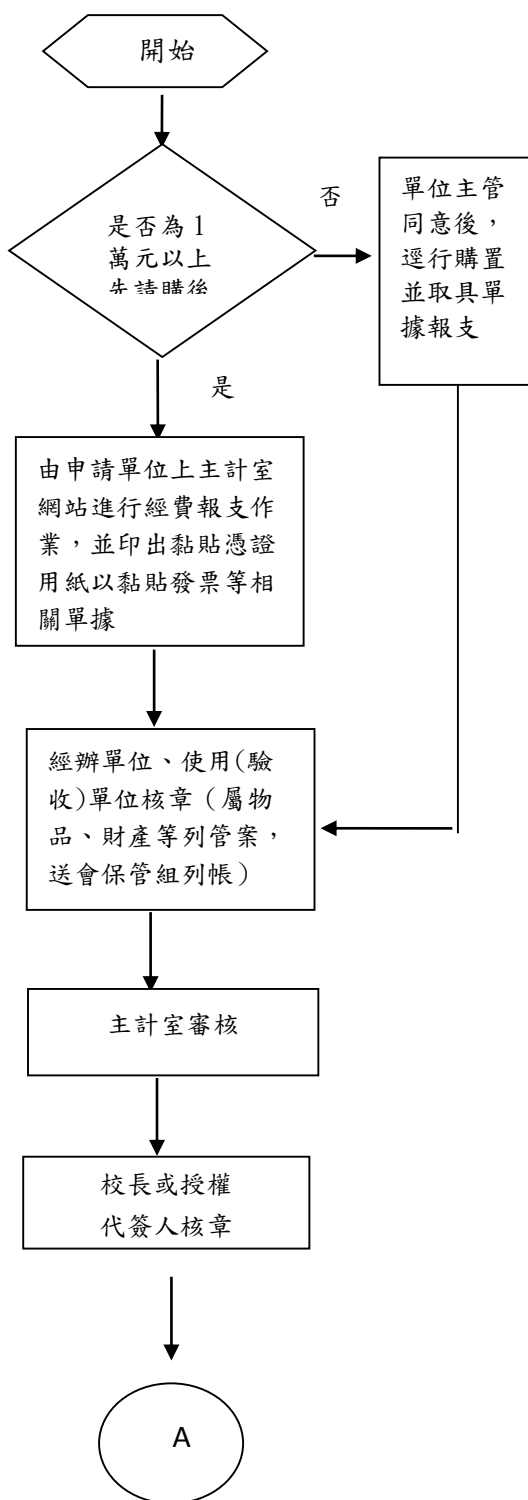 開始
是否為1
萬元以上
先請購後
否
單位主管
同意後，
逕行購置
並取具單
據報支
是
由申請單位上主計室
網站進行經費報支作
業，並印出黏貼憑證
用紙以黏貼發票等相
關單據
經辦單位、使用(驗
收)單位核章（屬物
品、財產等列管案，
送會保管組列帳）
主計室審核
校長或授權
代簽人核章
A